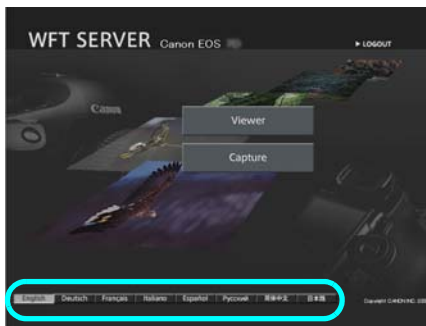 WFT SERVER Canon EOS
LOGOUT
Canon
Viewer
Capture
English Deutsch Français Italiano Español Русский 简体中文 日本語
Copyright CANON INC.